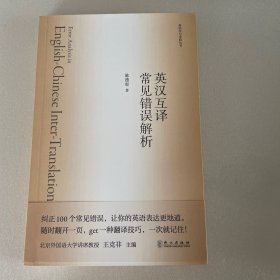 英汉互译
常见错误解析
Error Analysis in
English-Chinese Inter-Translation
纠正100个常见错误，让你的英语表达更地道。
随时翻开一页，get一种翻译技巧，一次就记住！
北京外国语大学讲席教授 王克非 主编